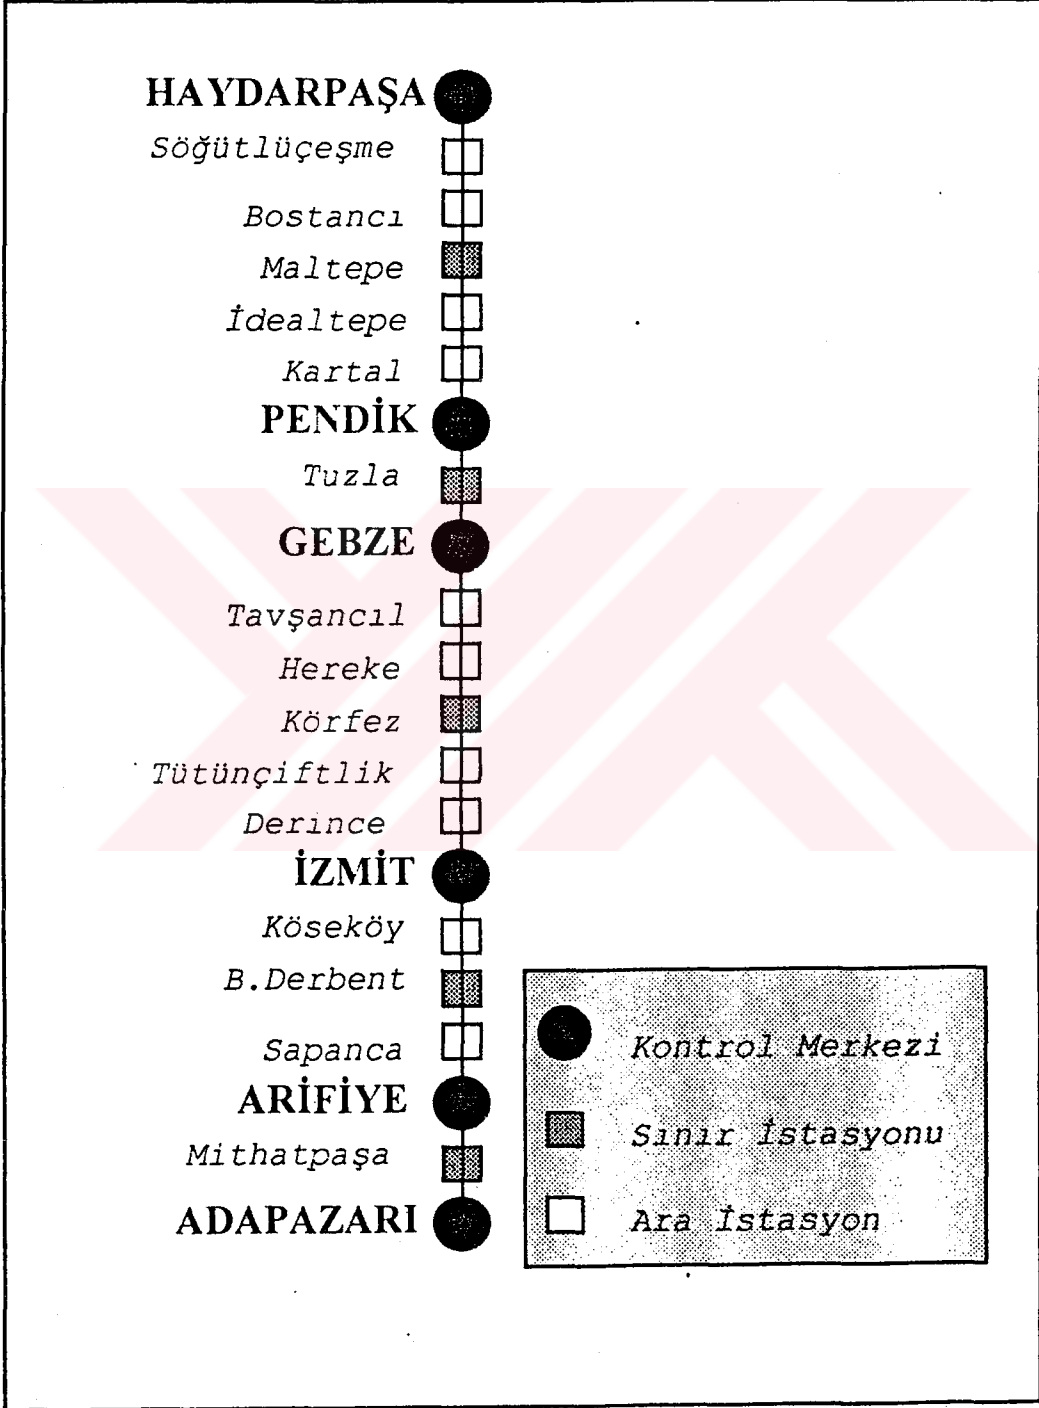 HAYDARPAŞA
Söğütlüçeşme
Bostancı
Maltepe
İdealtepe
Kartal
PENDİK
Tuzla
GEBZE
Tavşancıl
Hereke
Körfez
Tütünçiftlik
Derince
İZMİT
Köseköy
B.Derbent
Sapanca
ARİFİYE
Mithatpaşa
ADAPAZARI
Kontrol Merkezi
Sınır İstasyonu
Ara İstasyon